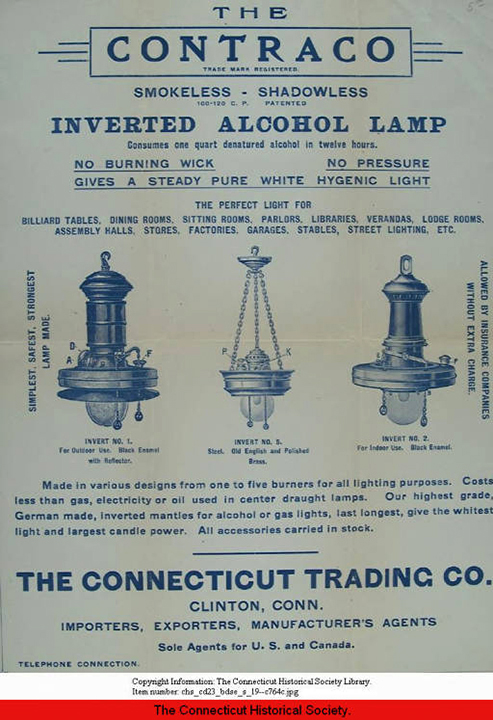 THE
CONTRACO
TRADE MARK REGISTERED.
SMOKELESS - SHADOWLESS
100-120 C. P. PATENTED
INVERTED ALCOHOL LAMP
Consumes one quart denatured alcohol in twelve hours.
NO BURNING WICK NO PRESSURE
GIVES A STEADY PURE WHITE HYGENIC LIGHT
THE PERFECT LIGHT FOR
BILLIARD TABLES, DINING ROOMS, SITTING ROOMS, PARLORS, LIBRARIES, VERANDAS, LODGE ROOMS,
ASSEMBLY HALLS, STORES, FACTORIES, GARAGES, STABLES, STREET LIGHTING, ETC.
SIMPLEST, SAFEST, STRONGEST
LAMP MADE.
D
A F
P K
ALLOWED BY INSURANCE COMPANIES
WITHOUT EXTRA CHARGE.
INVERT NO. 1.
For Outdoor Use. Black Enamel
with Reflector.
INVERT NO. 5.
Steel. Old English and Polished
Brass.
INVERT NO. 2.
For Indoor Use. Black Enamel.
Made in various designs from one to five burners for all lighting purposes. Costs
less than gas, electricity or oil used in center draught lamps. Our highest grade,
German made, inverted mantles for alcohol or gas lights, last longest, give the whitest
light and largest candle power. All accessories carried in stock.
THE CONNECTICUT TRADING CO.
CLINTON, CONN.
IMPORTERS, EXPORTERS, MANUFACTURER'S AGENTS
Sole Agents for U. S. and Canada.
TELEPHONE CONNECTION.
Copyright Information: The Connecticut Historical Society Library.
Item number: chs_cd23_bdse_s_19--c764c.jpg
The Connecticut Historical Society.